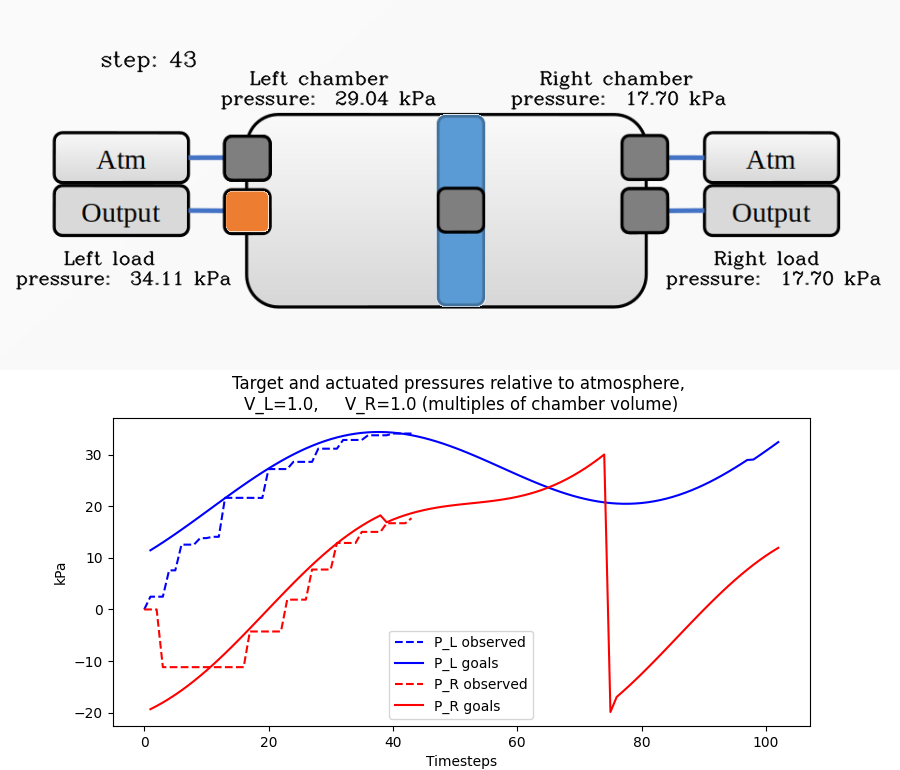 step: 43
Left chamber
pressure: 29.04 kPa
Right chamber
pressure: 17.70 kPa
Atm
Output
Atm
Output
Left load
pressure: 34.11 kPa
Right load
pressure: 17.70 kPa
Target and actuated pressures relative to atmosphere,
V_L=1.0, V_R=1.0 (multiples of chamber volume)
kPa
30
20
10
0
−10
−20
P_L observed
P_L goals
P_R observed
P_R goals
0 20 40 60 80 100
Timesteps